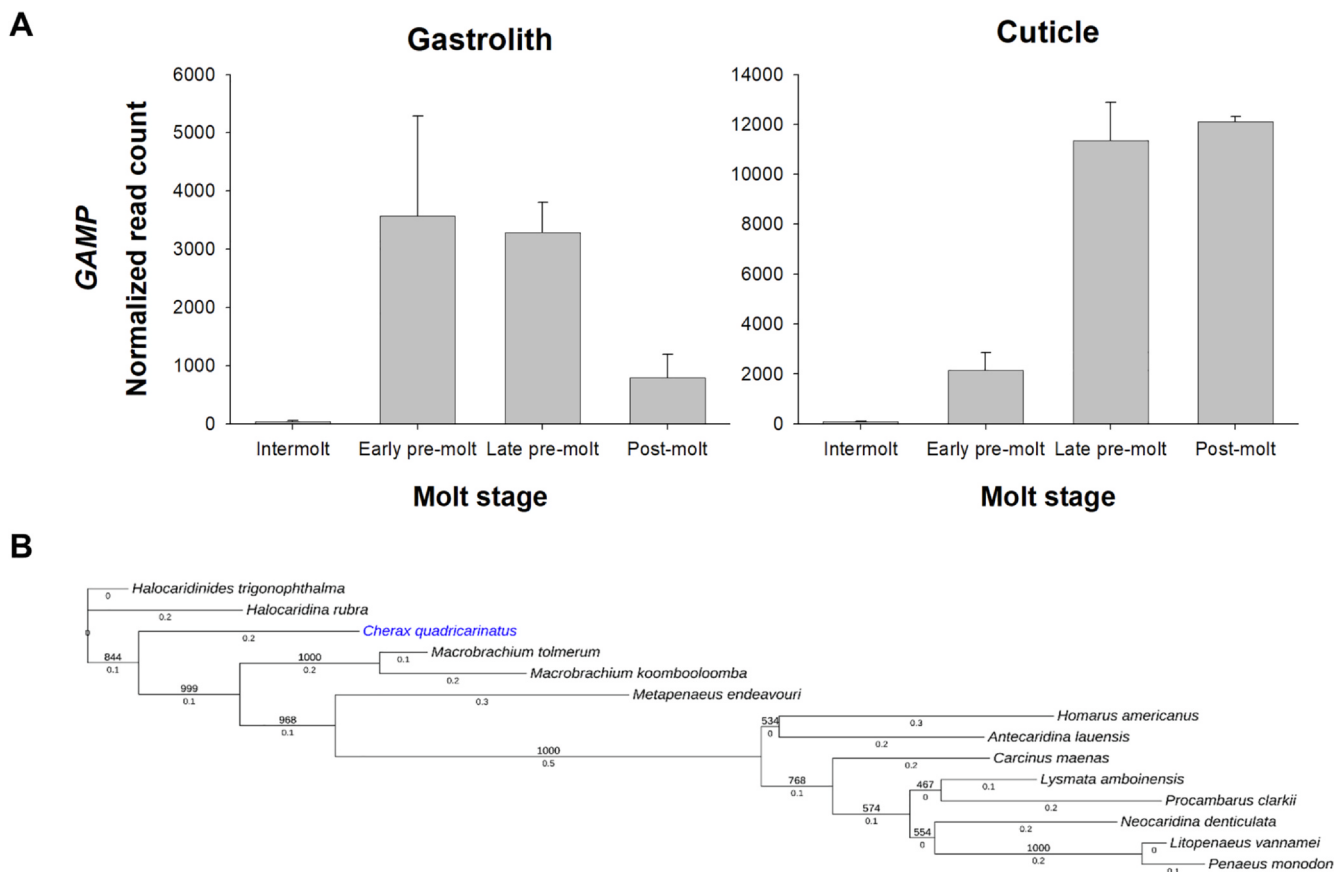 A
Gastrolith
Cuticle
GAMP
Normalized read count
6000
5000
4000
3000
2000
1000
0
Intermolt Early pre-molt Late pre-molt Post-molt
Molt stage
14000
12000
10000
8000
6000
4000
2000
0
Intermolt Early pre-molt Late pre-molt Post-molt
Molt stage
B
Halocaridinides trigonophthalma
0
Halocaridina rubra
0.2
0
Cherax quadricarinatus
0.2
844
0.1
Macrobrachium tolmerum
0.1
1000
0.2
Macrobrachium koombooloomba
0.2
999
0.1
Metapenaeus endeavouri
0.3
968
0.1
Homarus americanus
0.3
534
0
Antecaridina lauensis
0.2
1000
0.5
Carcinus maenas
0.2
768
0.1
Lysmata amboinensis
0.1
467
0
Procambarus clarkii
0.2
574
0.1
Neocaridina denticulata
0.2
554
0
Litopenaeus vannamei
0
1000
0.2
Penaeus monodon
0.1